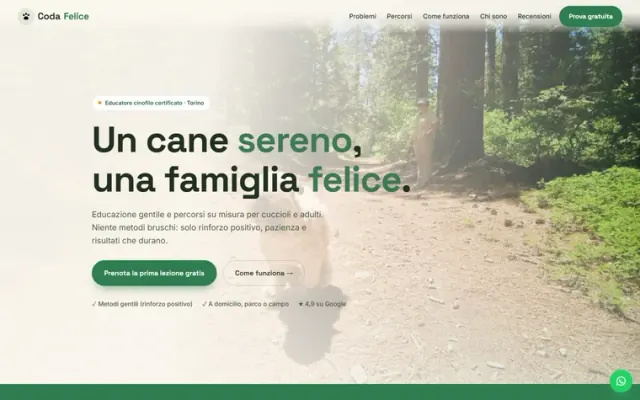 Coda Felice
Problemi
Percorsi
Come funziona
Chi sono
Recensioni
Prova gratuita
Educatore cinofilo certificato · Torino
Un cane sereno,
una famiglia felice.
Educazione gentile e percorsi su misura per cuccioli e adulti.
Niente metodi bruschi: solo rinforzo positivo, pazienza e
risultati che durano.
Prenota la prima lezione gratis
Come funziona →
✓ Metodi gentili (rinforzo positivo)
✓ A domicilio, parco o campo
★ 4,9 su Google